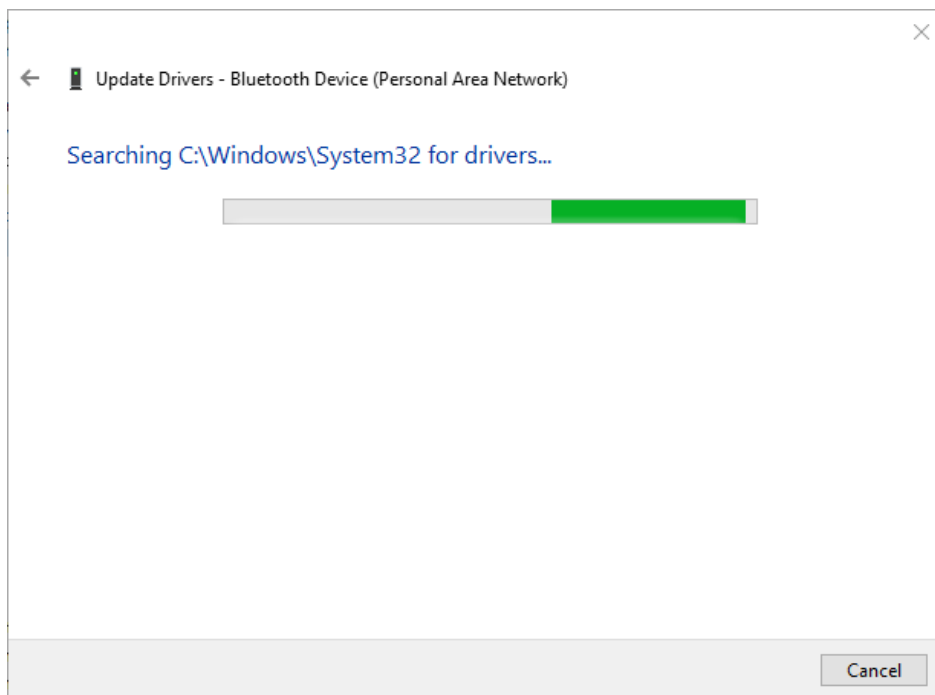 Update Drivers - Bluetooth Device (Personal Area Network)
Searching C:\Windows\System32 for drivers...
Cancel